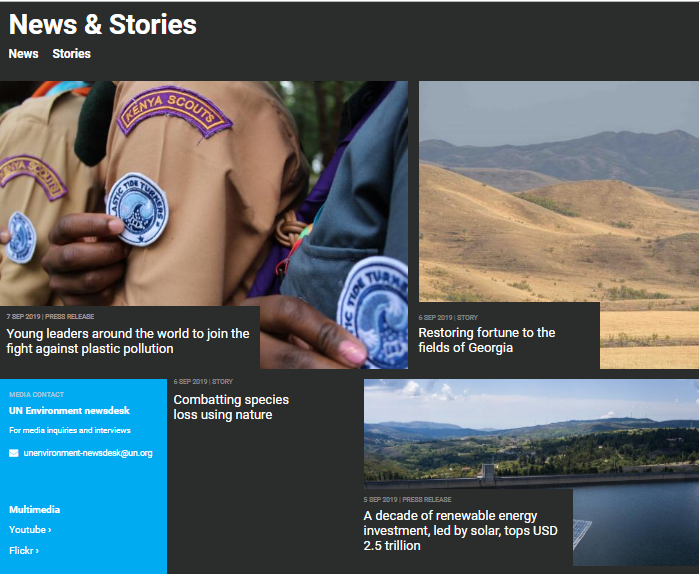 News & Stories
News Stories
KENYA SCOUTS
KENYA SCOUTS
PLASTIC TIDE TURNERS
TIDE TURN
7 SEP 2019 | PRESS RELEASE
Young leaders around the world to join the
fight against plastic pollution
6 SEP 2019 | STORY
Restoring fortune to the
fields of Georgia
MEDIA CONTACT
UN Environment newsdesk
For media inquiries and interviews
unenvironment-newsdesk@un.org
Multimedia
Youtube ›
Flickr ›
6 SEP 2019 | STORY
Combatting species
loss using nature
5 SEP 2019 | PRESS RELEASE
A decade of renewable energy
investment, led by solar, tops USD
2.5 trillion